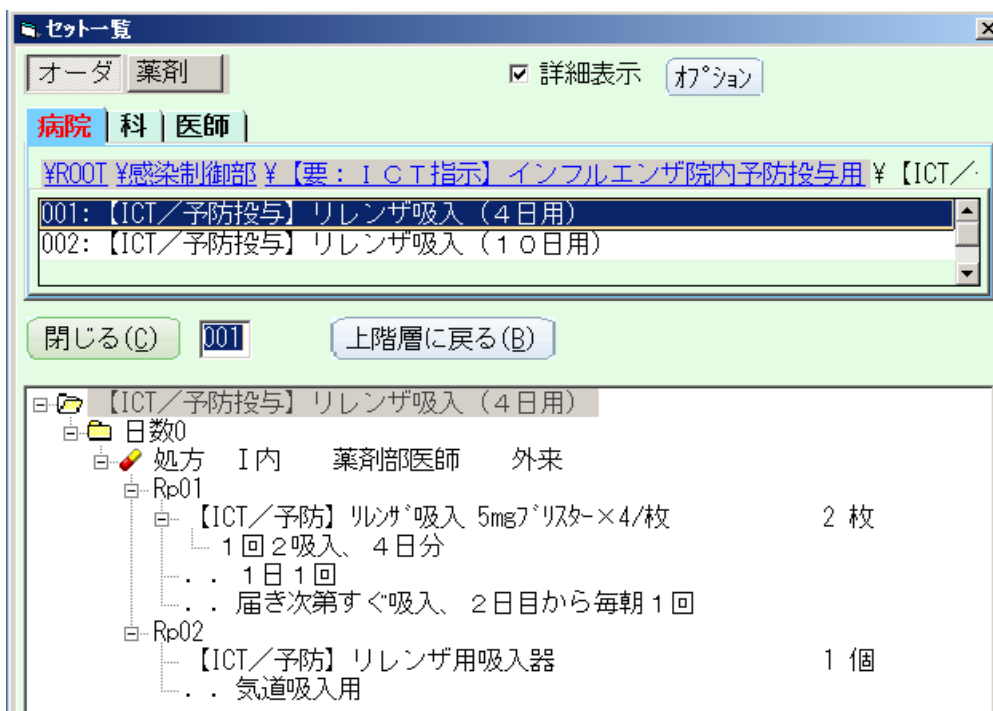 セット一覧
オーダ 薬剤 詳細表示 ｵﾌﾟｼｮﾝ
病院 科 医師
¥ROOT ¥感染制御部 ¥【要：ＩＣＴ指示】インフルエンザ院内予防投与用 ¥【ICT／
001:【ICT／予防投与】リレンザ吸入（４日用）
002:【ICT／予防投与】リレンザ吸入（１０日用）
閉じる(C) 001 上階層に戻る(B)
【ICT／予防投与】リレンザ吸入（４日用）
日数0
処方 Ｉ内 薬剤部医師 外来
Rp01
【ICT／予防】ﾘﾚﾝｻﾞ吸入 5mgﾌﾞﾘｽﾀｰ×4/枚 2 枚
１回２吸入、４日分
．．１日１回
．．届き次第すぐ吸入、２日目から毎朝１回
Rp02
【ICT／予防】リレンザ用吸入器 1 個
．．気道吸入用